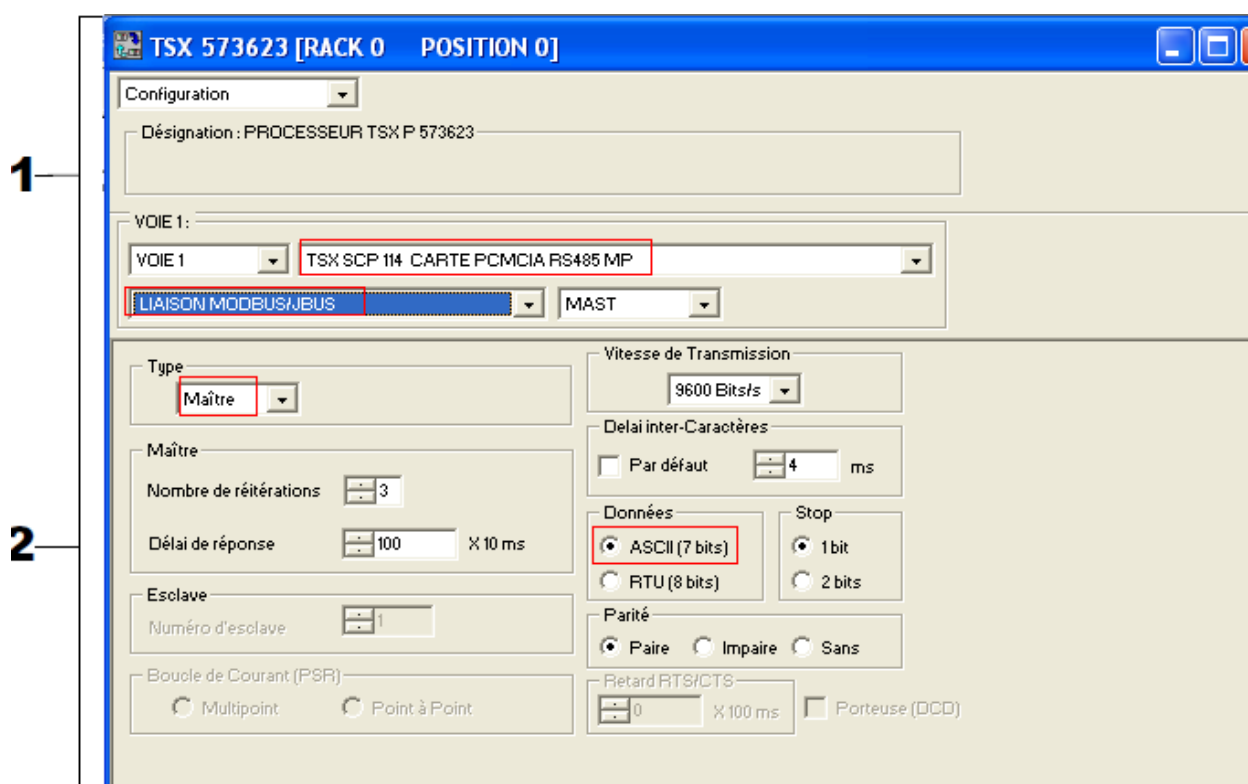 TSX 573623 [RACK 0 POSITION 0]
Configuration
Désignation : PROCESSEUR TSX P 573623
1
VOIE 1:
VOIE 1
TSX SCP 114 CARTE PCMCIA RS485 MP
LIAISON MODBUS/JBUS
MAST
Type
Maître
Vitesse de Transmission
9600 Bits/s
Maître
Nombre de réitérations
3
Délai de réponse
100
X 10 ms
Delai inter-Caractères
Par défaut
4
ms
2
Données
ASCII (7 bits)
RTU (8 bits)
Stop
1 bit
2 bits
Esclave
Numéro d'esclave
1
Parité
Paire
Impaire
Sans
Boucle de Courant (PSR)
Multipoint
Point à Point
Retard RTS/CTS
0
X 100 ms
Porteuse (DCD)